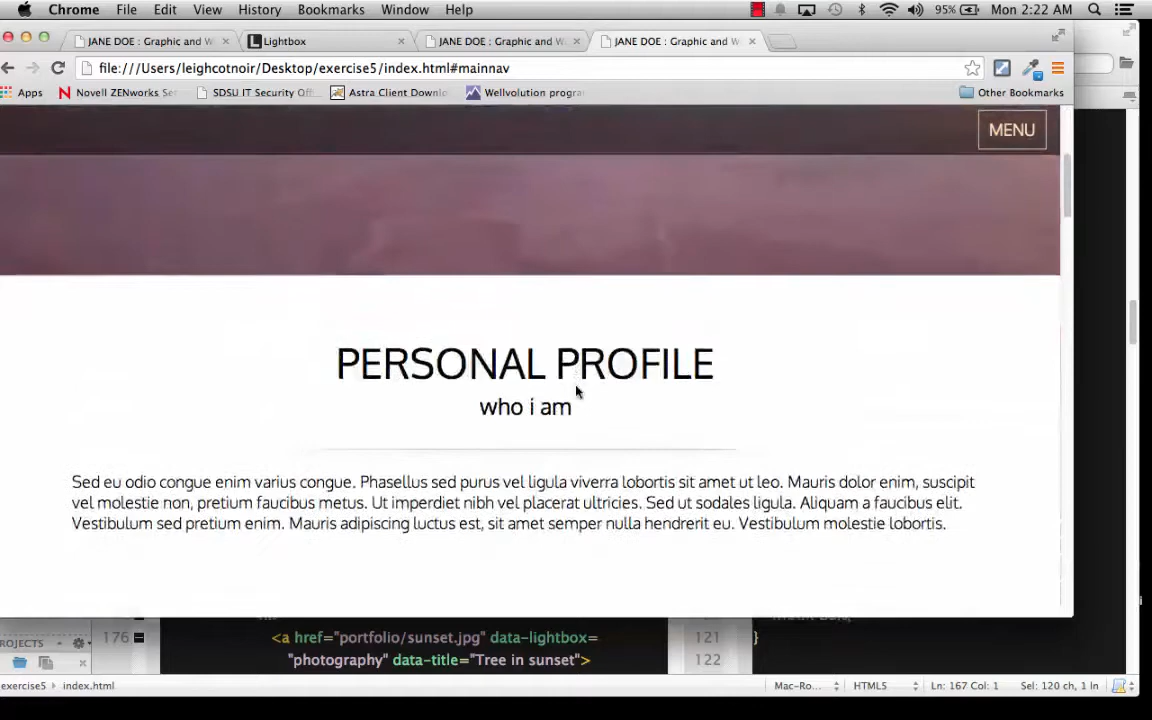 Chrome File Edit View History Bookmarks Window Help 95% Mon 2:22 AM
JANE DOE : Graphic and W Lightbox JANE DOE : Graphic and W JANE DOE : Graphic and W
file:///Users/leighcotnoir/Desktop/exercise5/index.html#mainnav
Apps Novell ZENworks Se SDSU IT Security Off Astra Client Downlo Wellvolution progra Other Bookmarks
MENU
PERSONAL PROFILE
who i am
Sed eu odio congue enim varius congue. Phasellus sed purus vel ligula viverra lobortis sit amet ut leo. Mauris dolor enim, suscipit
vel molestie non, pretium faucibus metus. Ut imperdiet nibh vel placerat ultricies. Sed ut sodales ligula. Aliquam a faucibus elit.
Vestibulum sed pretium enim. Mauris adipiscing luctus est, sit amet semper nulla hendrerit eu. Vestibulum molestie lobortis.
ROJECTS 176 <a href="portfolio/sunset.jpg" data-lightbox= 121 }
"photography" data-title="Tree in sunset"> 122
exercise5 index.html Mac-Ro... HTML5 Ln: 167 Col: 1 Sel: 120 ch, 1 ln